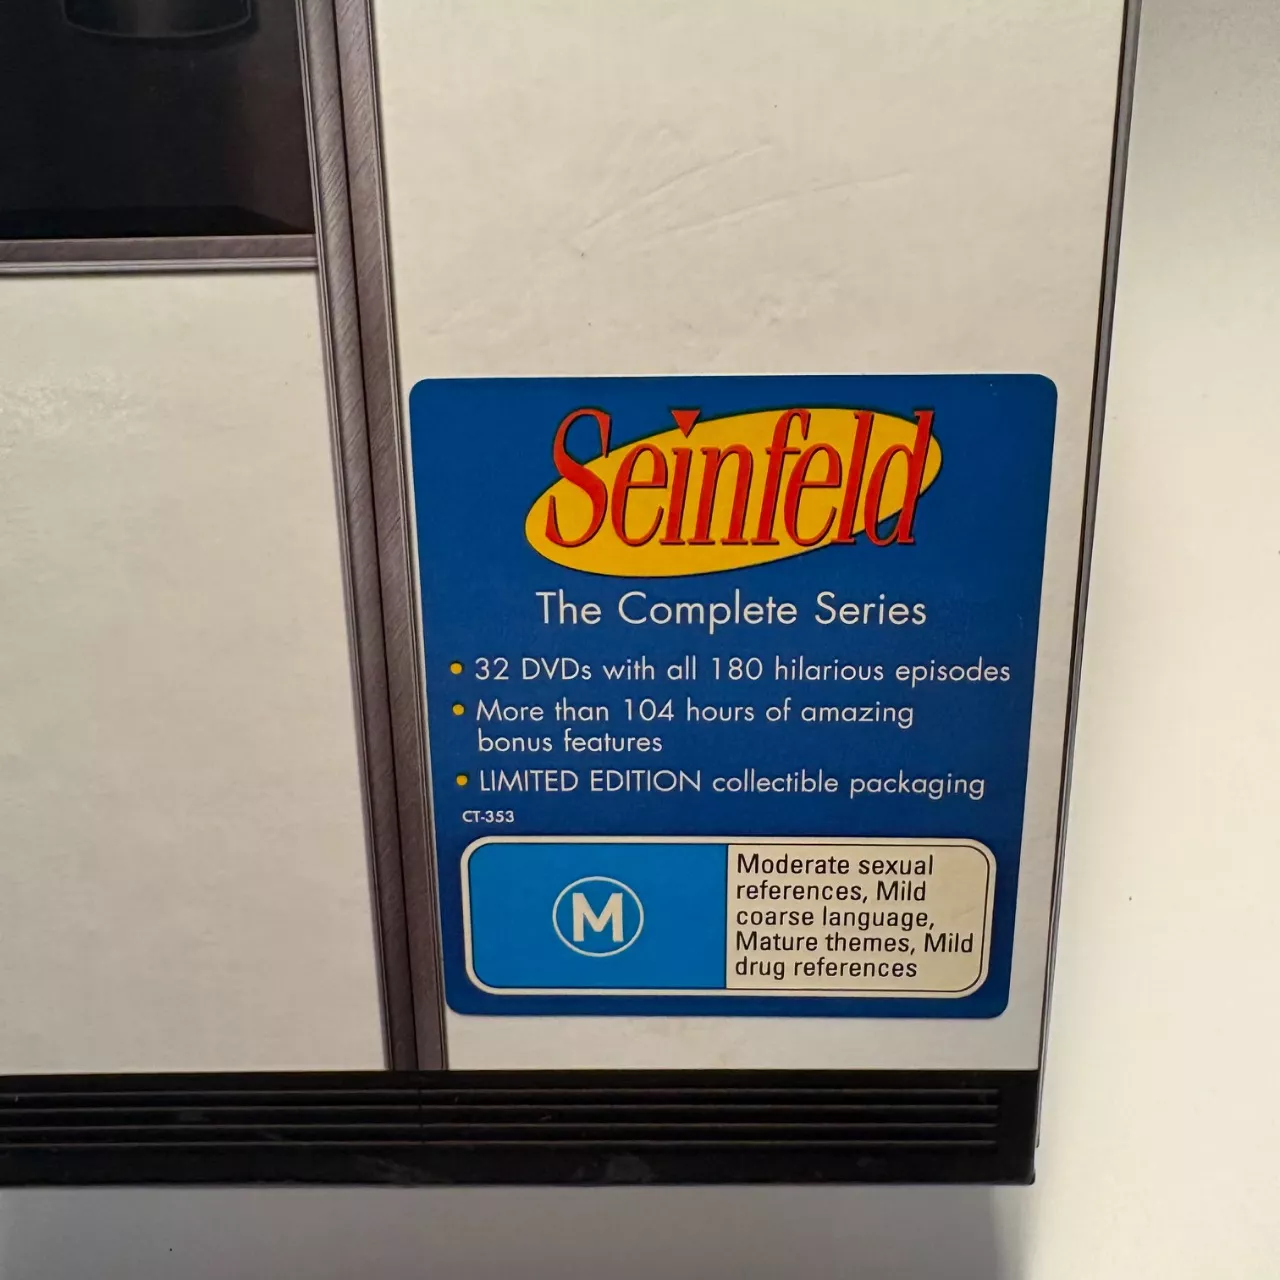 Seinfeld
The Complete Series
• 32 DVDs with all 180 hilarious episodes
• More than 104 hours of amazing
bonus features
• LIMITED EDITION collectible packaging
CT-353
M
Moderate sexual
references, Mild
coarse language,
Mature themes, Mild
drug references